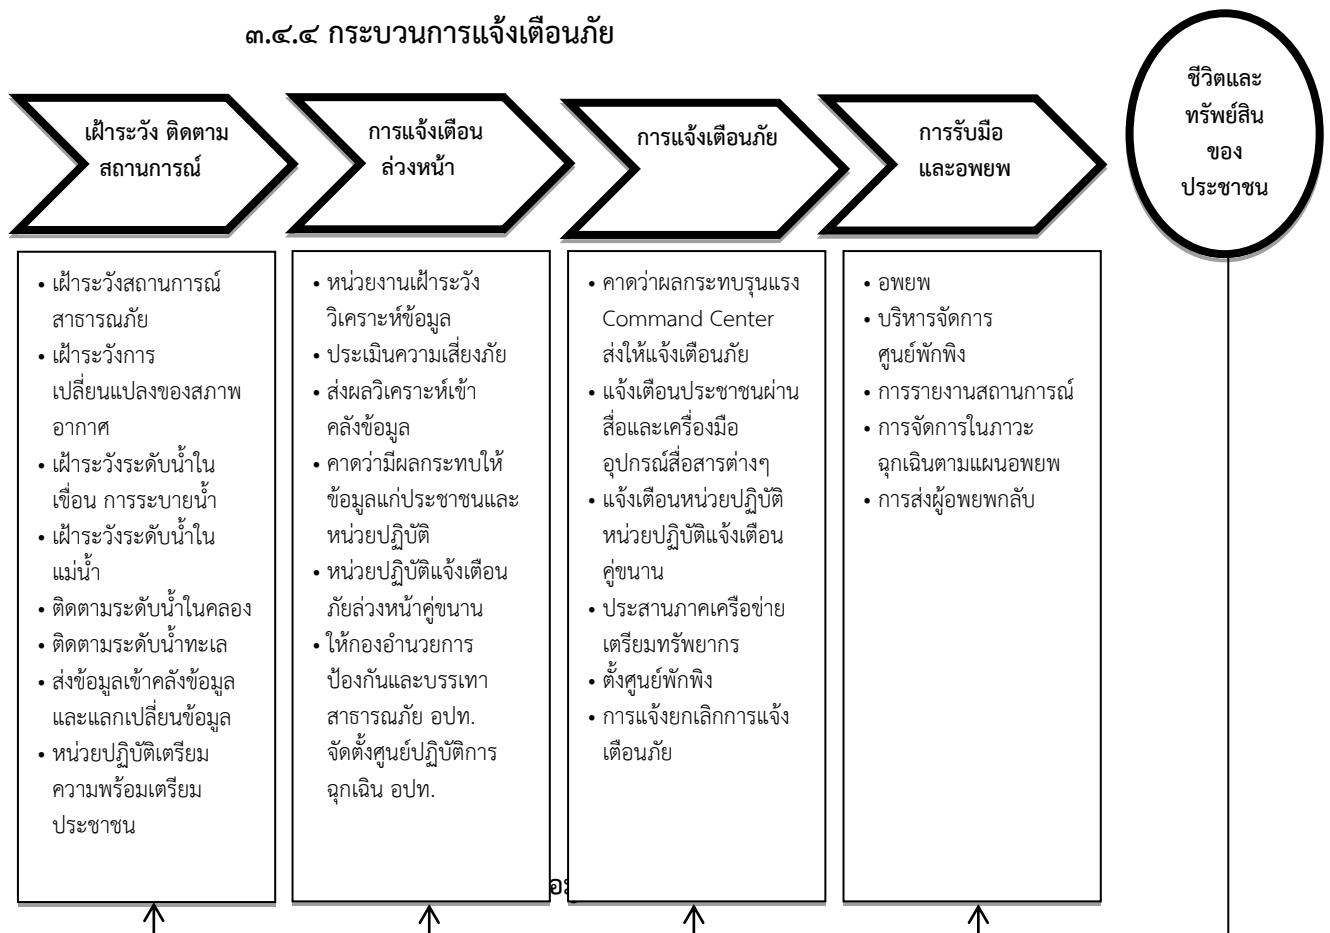 ๓.๔.๔ กระบวนการแจ้งเตือนภัย
เฝ้าระวัง ติดตาม
สถานการณ์
การแจ้งเตือน
ล่วงหน้า
การแจ้งเตือนภัย
การรับมือ
และอพยพ
ชีวิตและ
ทรัพย์สิน
ของ
ประชาชน
• เฝ้าระวังสถานการณ์
สาธารณภัย
• เฝ้าระวังการ
เปลี่ยนแปลงของสภาพ
อากาศ
• เฝ้าระวังระดับน้ำใน
เขื่อน การระบายน้ำ
• เฝ้าระวังระดับน้ำใน
แม่น้ำ
• ติดตามระดับน้ำในคลอง
• ติดตามระดับน้ำทะเล
• ส่งข้อมูลเข้าคลังข้อมูล
และแลกเปลี่ยนข้อมูล
• หน่วยปฏิบัติเตรียม
ความพร้อมเตรียม
ประชาชน
• หน่วยงานเฝ้าระวัง
วิเคราะห์ข้อมูล
• ประเมินความเสี่ยงภัย
• ส่งผลวิเคราะห์เข้า
คลังข้อมูล
• คาดว่ามีผลกระทบให้
ข้อมูลแก่ประชาชนและ
หน่วยปฏิบัติ
• หน่วยปฏิบัติแจ้งเตือน
ภัยล่วงหน้าคู่ขนาน
• ให้กองอำนวยการ
ป้องกันและบรรเทา
สาธารณภัย อปท.
จัดตั้งศูนย์ปฏิบัติการ
ฉุกเฉิน อปท.
• คาดว่าผลกระทบรุนแรง
Command Center
ส่งให้แจ้งเตือนภัย
• แจ้งเตือนประชาชนผ่าน
สื่อและเครื่องมือ
อุปกรณ์สื่อสารต่างๆ
• แจ้งเตือนหน่วยปฏิบัติ
หน่วยปฏิบัติแจ้งเตือน
คู่ขนาน
• ประสานภาคเครือข่าย
เตรียมทรัพยากร
• ตั้งศูนย์พักพิง
• การแจ้งยกเลิกการแจ้ง
เตือนภัย
• อพยพ
• บริหารจัดการ
ศูนย์พักพิง
• การรายงานสถานการณ์
• การจัดการในภาวะ
ฉุกเฉินตามแผนอพยพ
• การส่งผู้อพยพกลับ